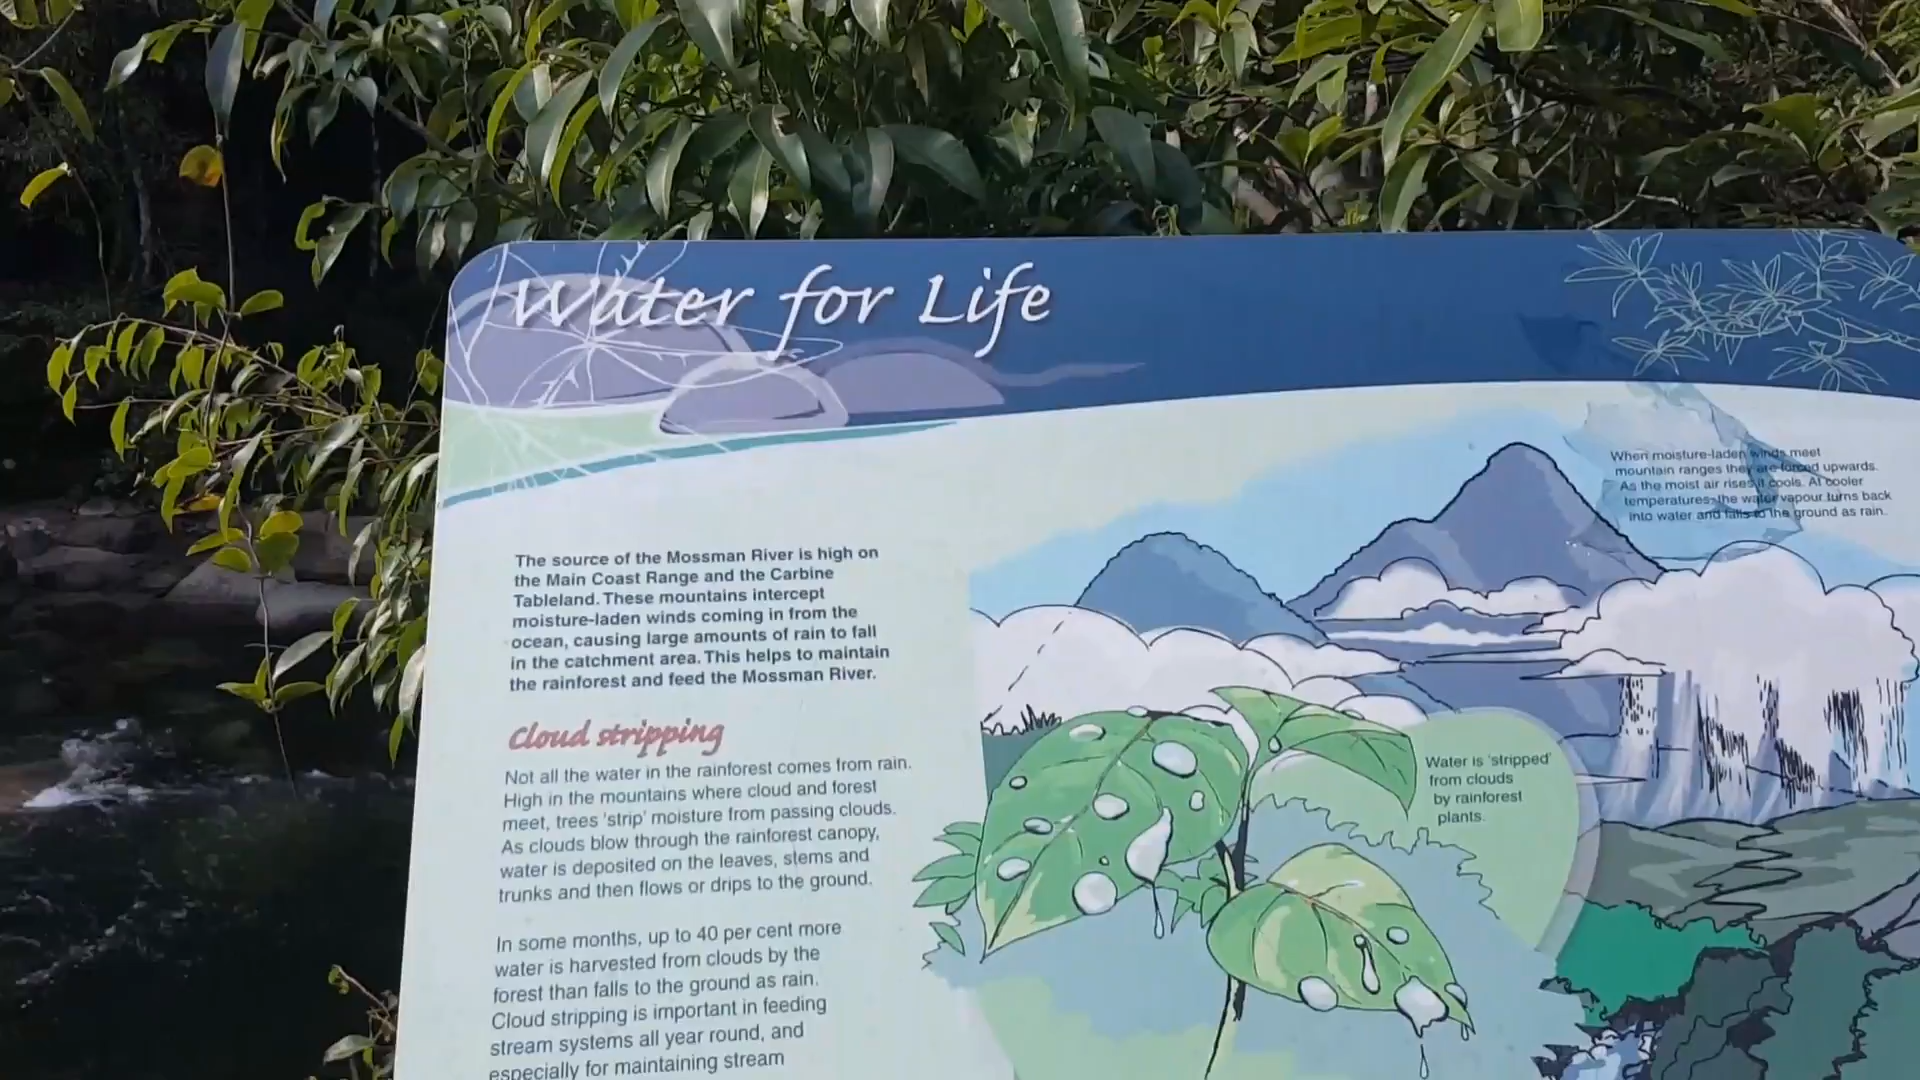 Water for Life
The source of the Mossman River is high on
the Main Coast Range and the Carbine
Tableland. These mountains intercept
moisture-laden winds coming in from the
ocean, causing large amounts of rain to fall
in the catchment area. This helps to maintain
the rainforest and feed the Mossman River.
Cloud stripping
Not all the water in the rainforest comes from rain.
High in the mountains where cloud and forest
meet, trees 'strip' moisture from passing clouds.
As clouds blow through the rainforest canopy,
water is deposited on the leaves, stems and
trunks and then flows or drips to the ground.
In some months, up to 40 per cent more
water is harvested from clouds by the
forest than falls to the ground as rain.
Cloud stripping is important in feeding
stream systems all year round, and
especially for maintaining stream
When moisture-laden winds meet
mountain ranges they are forced upwards.
As the moist air rises it cools. At cooler
temperatures the water vapour turns back
into water and falls to the ground as rain.
Water is 'stripped'
from clouds
by rainforest
plants.